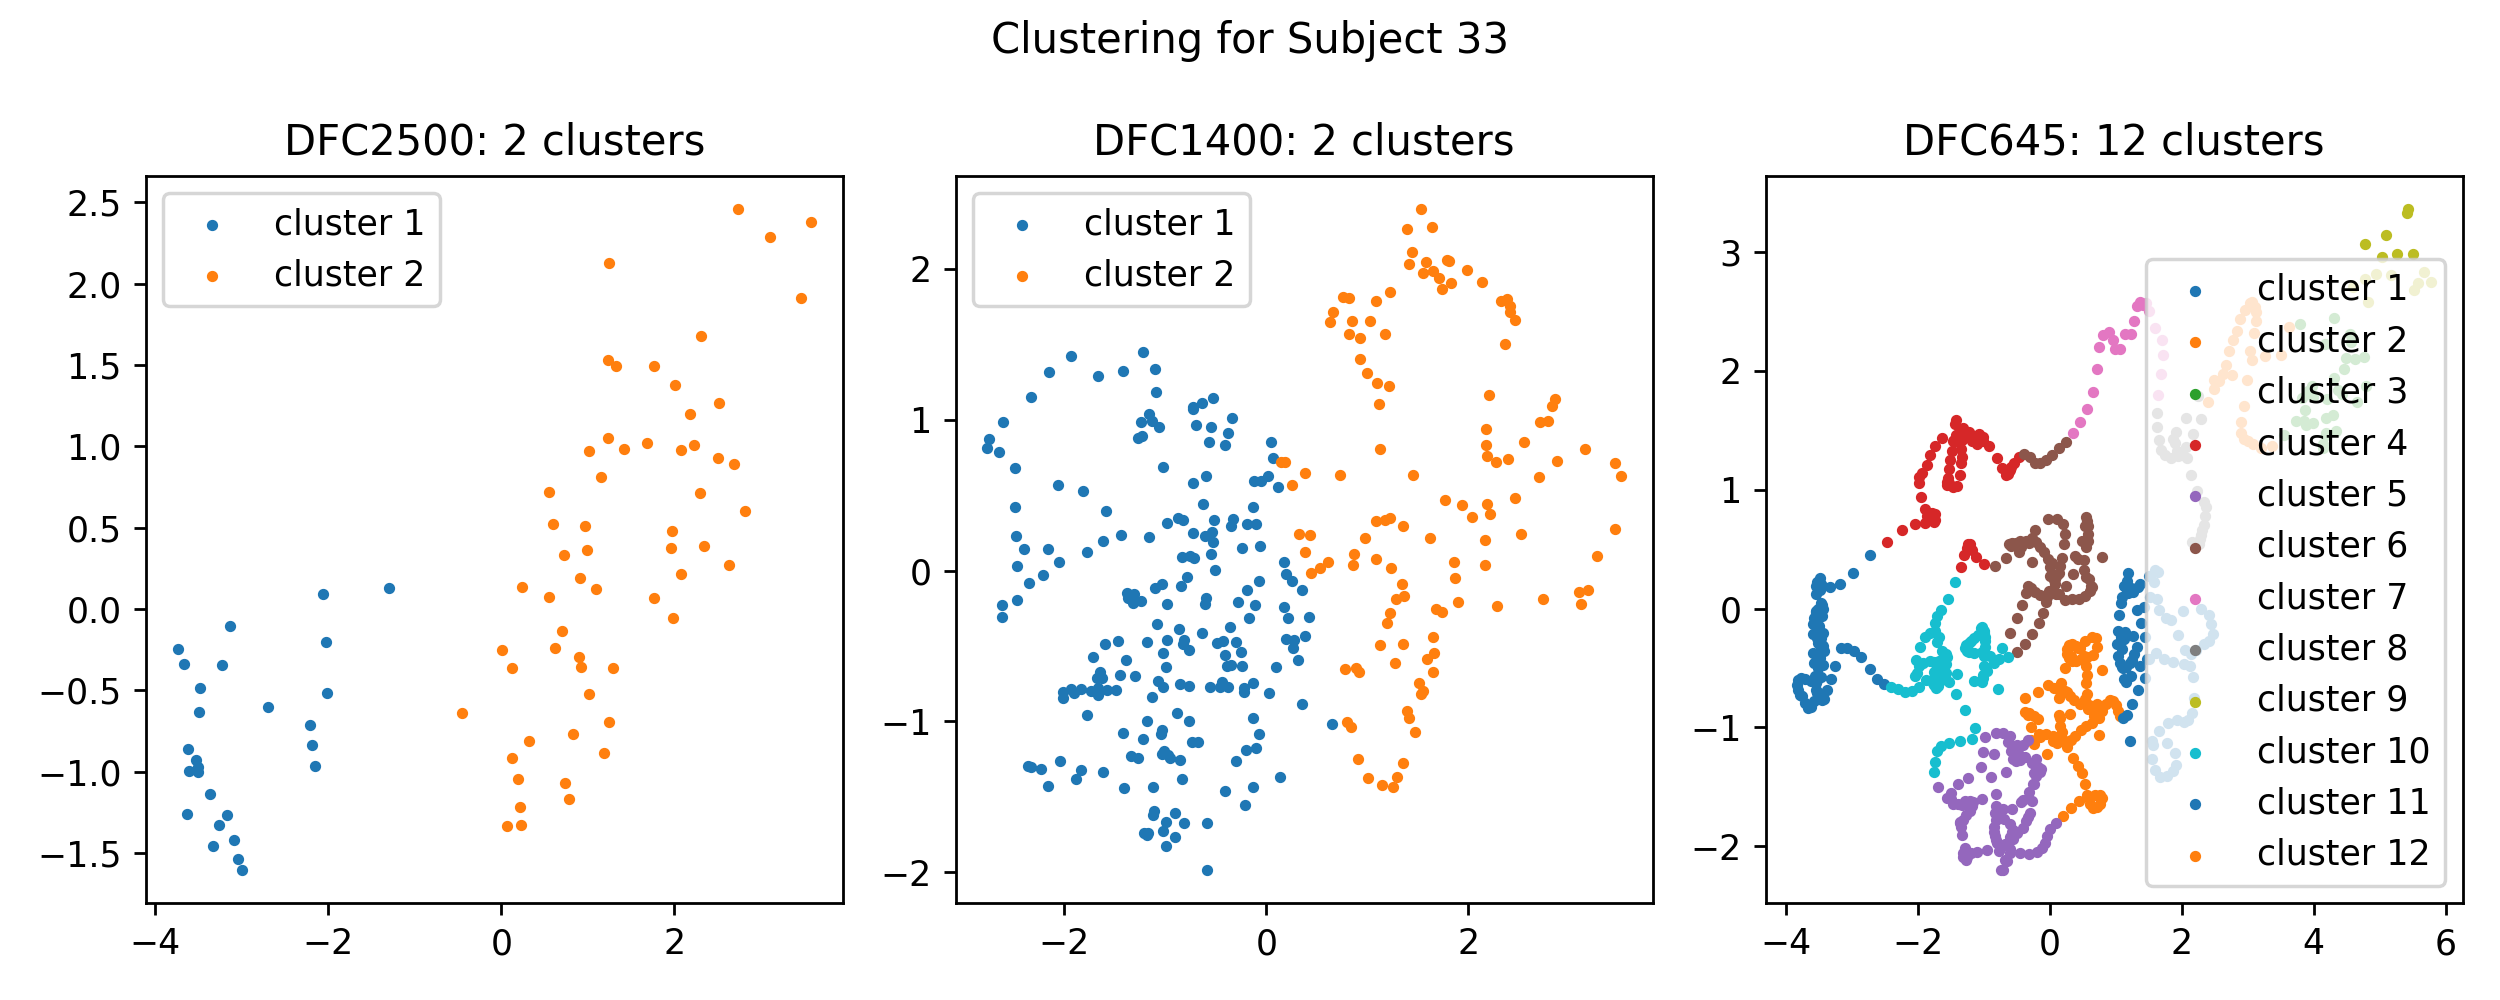 Clustering for Subject 33
DFC2500: 2 clusters
2.5
2.0
1.5
1.0
0.5
0.0
−0.5
−1.0
−1.5
−4
−2
0
2
cluster 1
cluster 2
DFC1400: 2 clusters
2
1
0
−1
−2
−2
0
2
cluster 1
cluster 2
DFC645: 12 clusters
3
2
1
0
−1
−2
−4
−2
0
2
4
6
cluster 1
cluster 2
cluster 3
cluster 4
cluster 5
cluster 6
cluster 7
cluster 8
cluster 9
cluster 10
cluster 11
cluster 12